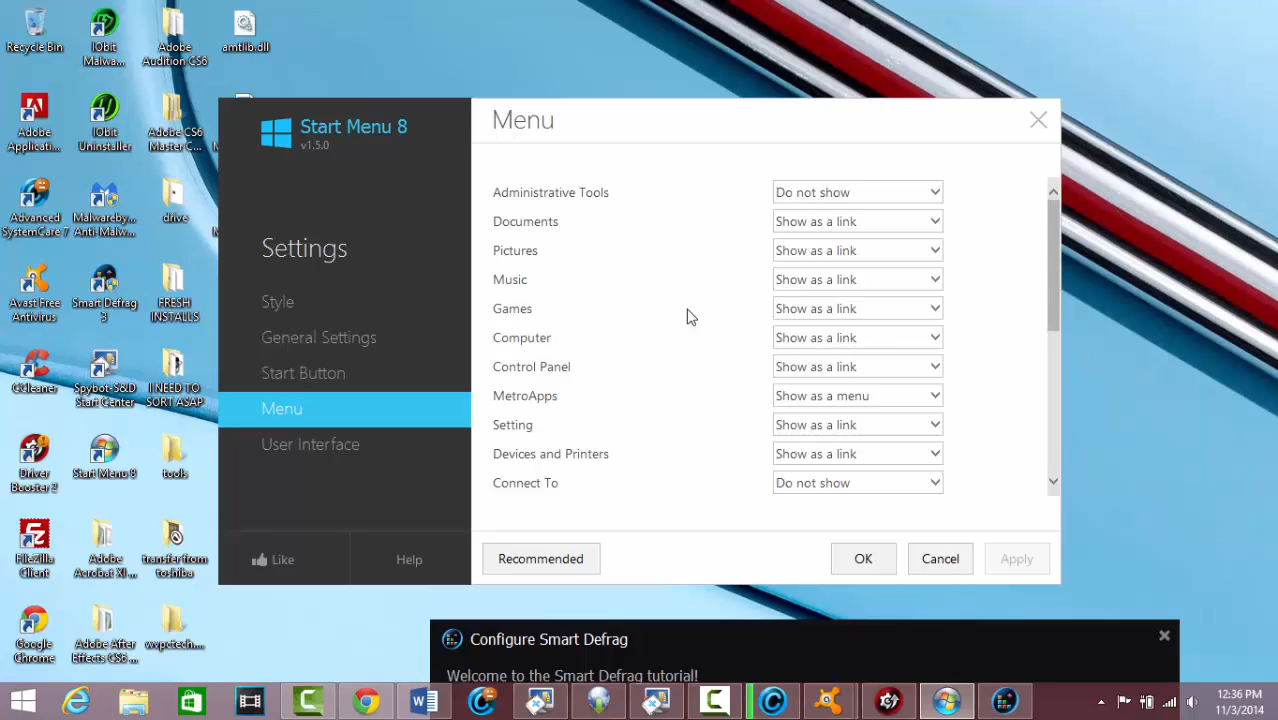 Recycle Bin
IObit
Malwa...
Adobe
Audition CS6
amtlib.dll
Adobe
Applicati...
IObit
Uninstaller
Adobe CS6
Master C...
Advanced
SystemCare 7
Malwareby...
Anti-Malw...
drive
Avast Free
Antivirus
Smart Defrag
3
FRESH
INSTALLS
CCleaner
Spybot-S&D
Start Center
I NEED TO
SORT ASAP
Driver
Booster 2
Start Menu 8
tools
FileZilla
Client
Adobe
Acrobat XI ...
transfer from
toshiba
Google
Chrome
Adobe After
Effects CS6 ...
wvpctech....
Start Menu 8
v1.5.0
Settings
Style
General Settings
Start Button
Menu
User Interface
Like
Help
Menu
Administrative Tools Do not show
Documents Show as a link
Pictures Show as a link
Music Show as a link
Games Show as a link
Computer Show as a link
Control Panel Show as a link
MetroApps Show as a menu
Setting Show as a link
Devices and Printers Show as a link
Connect To Do not show
Recommended
OK
Cancel
Apply
Configure Smart Defrag
Welcome to the Smart Defrag tutorial!
12:36 PM
11/3/2014